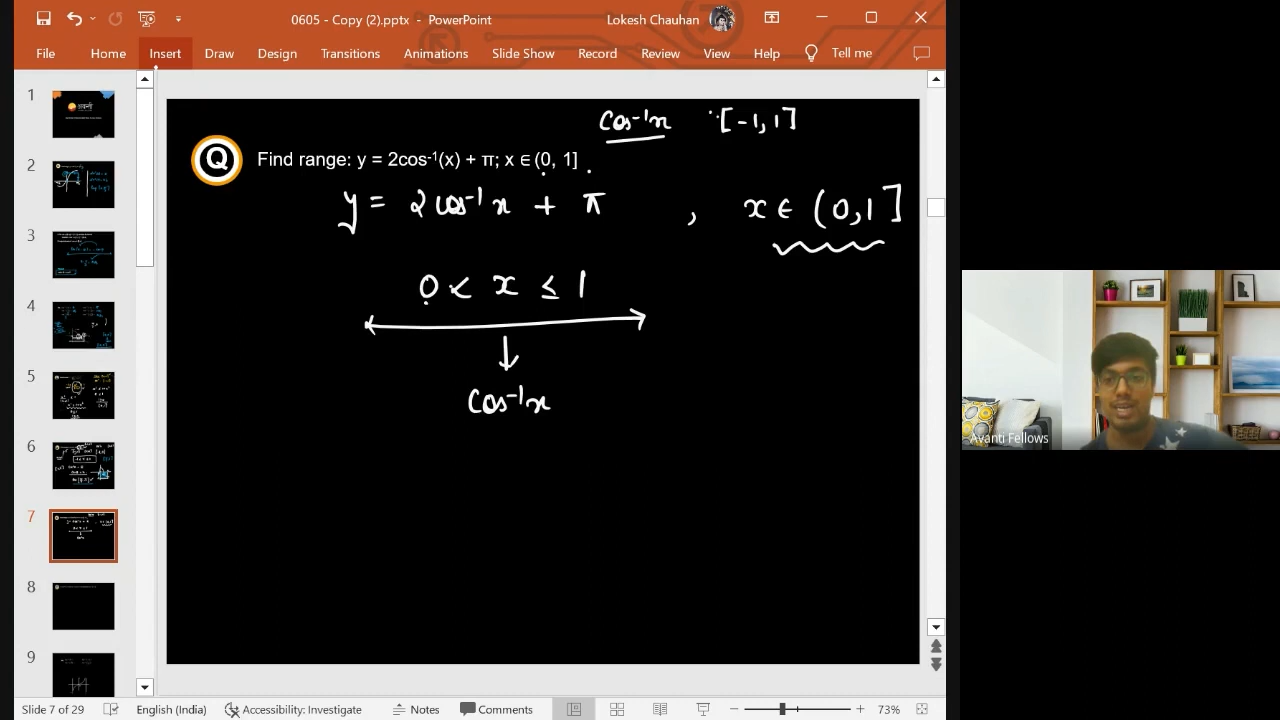 0605 - Copy (2).pptx - PowerPoint
Lokesh Chauhan
File Home Insert Draw Design Transitions Animations Slide Show Record Review View Help Tell me
1
2
3
4
5
6
7
8
9
cos⁻¹x [-1,1]
Q Find range: y = 2cos⁻¹(x) + π; x ∈ (0, 1]
y = 2cos⁻¹x + π , x ∈ (0,1]
0 < x ≤ 1
cos⁻¹x
Avanti Fellows
Slide 7 of 29 English (India) Accessibility: Investigate Notes Comments 73%